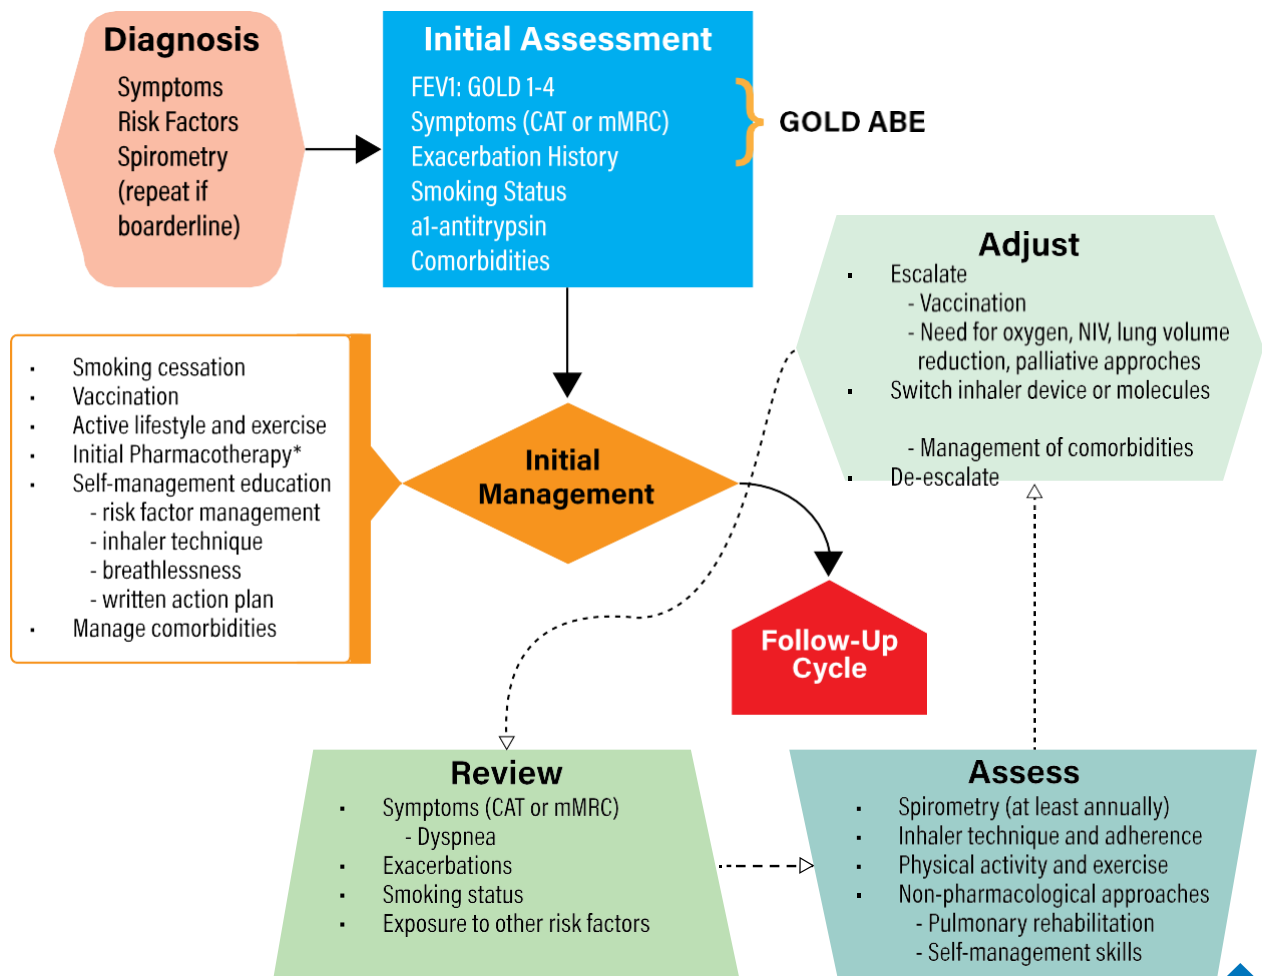 Diagnosis
Symptoms
Risk Factors
Spirometry
(repeat if
boarderline)
Initial Assessment
FEV1: GOLD 1-4
Symptoms (CAT or mMRC)
Exacerbation History
Smoking Status
a1-antitrypsin
Comorbidities
GOLD ABE
Adjust
▪ Escalate
- Vaccination
- Need for oxygen, NIV, lung volume
reduction, palliative approches
▪ Switch inhaler device or molecules
- Management of comorbidities
▪ De-escalate
▪ Smoking cessation
▪ Vaccination
▪ Active lifestyle and exercise
▪ Initial Pharmacotherapy*
▪ Self-management education
- risk factor management
- inhaler technique
- breathlessness
- written action plan
▪ Manage comorbidities
Initial
Management
Follow-Up
Cycle
Review
▪ Symptoms (CAT or mMRC)
- Dyspnea
▪ Exacerbations
▪ Smoking status
▪ Exposure to other risk factors
Assess
▪ Spirometry (at least annually)
▪ Inhaler technique and adherence
▪ Physical activity and exercise
▪ Non-pharmacological approaches
- Pulmonary rehabilitation
- Self-management skills